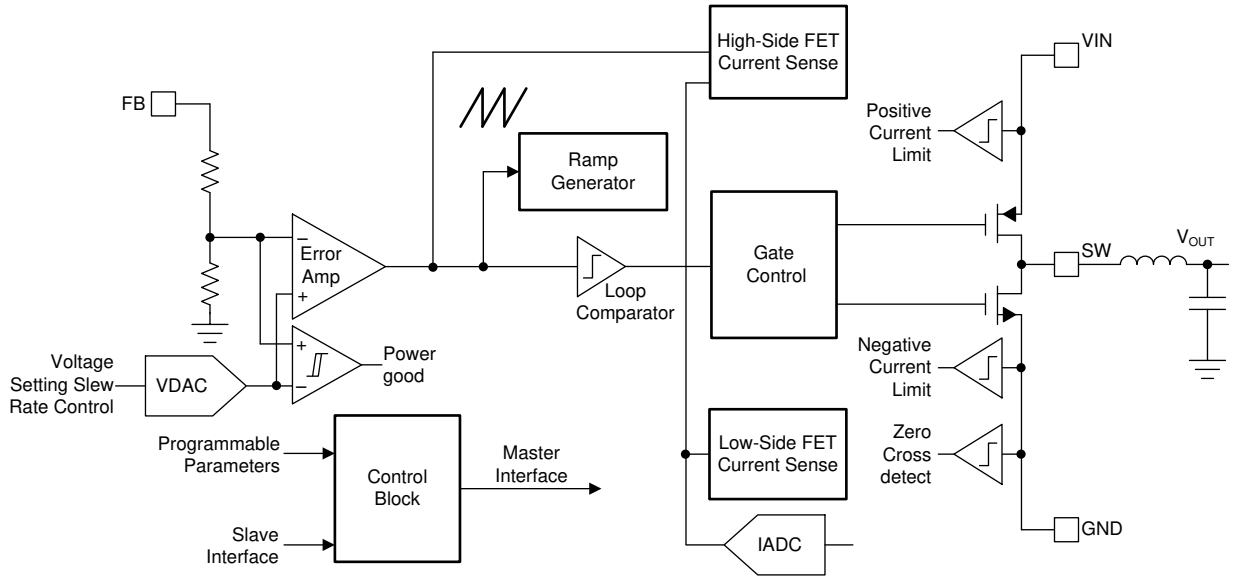 High-Side FET
Current Sense
VIN
FB
Positive
Current
Limit
Ramp
Generator
Error
Amp
−
+
Loop
Comparator
Gate
Control
SW
VOUT
Voltage
Setting Slew
Rate Control
VDAC
+
−
Power
good
Negative
Current
Limit
Programmable
Parameters
Control
Block
Master
Interface
Low-Side FET
Current Sense
Zero
Cross
detect
Slave
Interface
IADC
GND